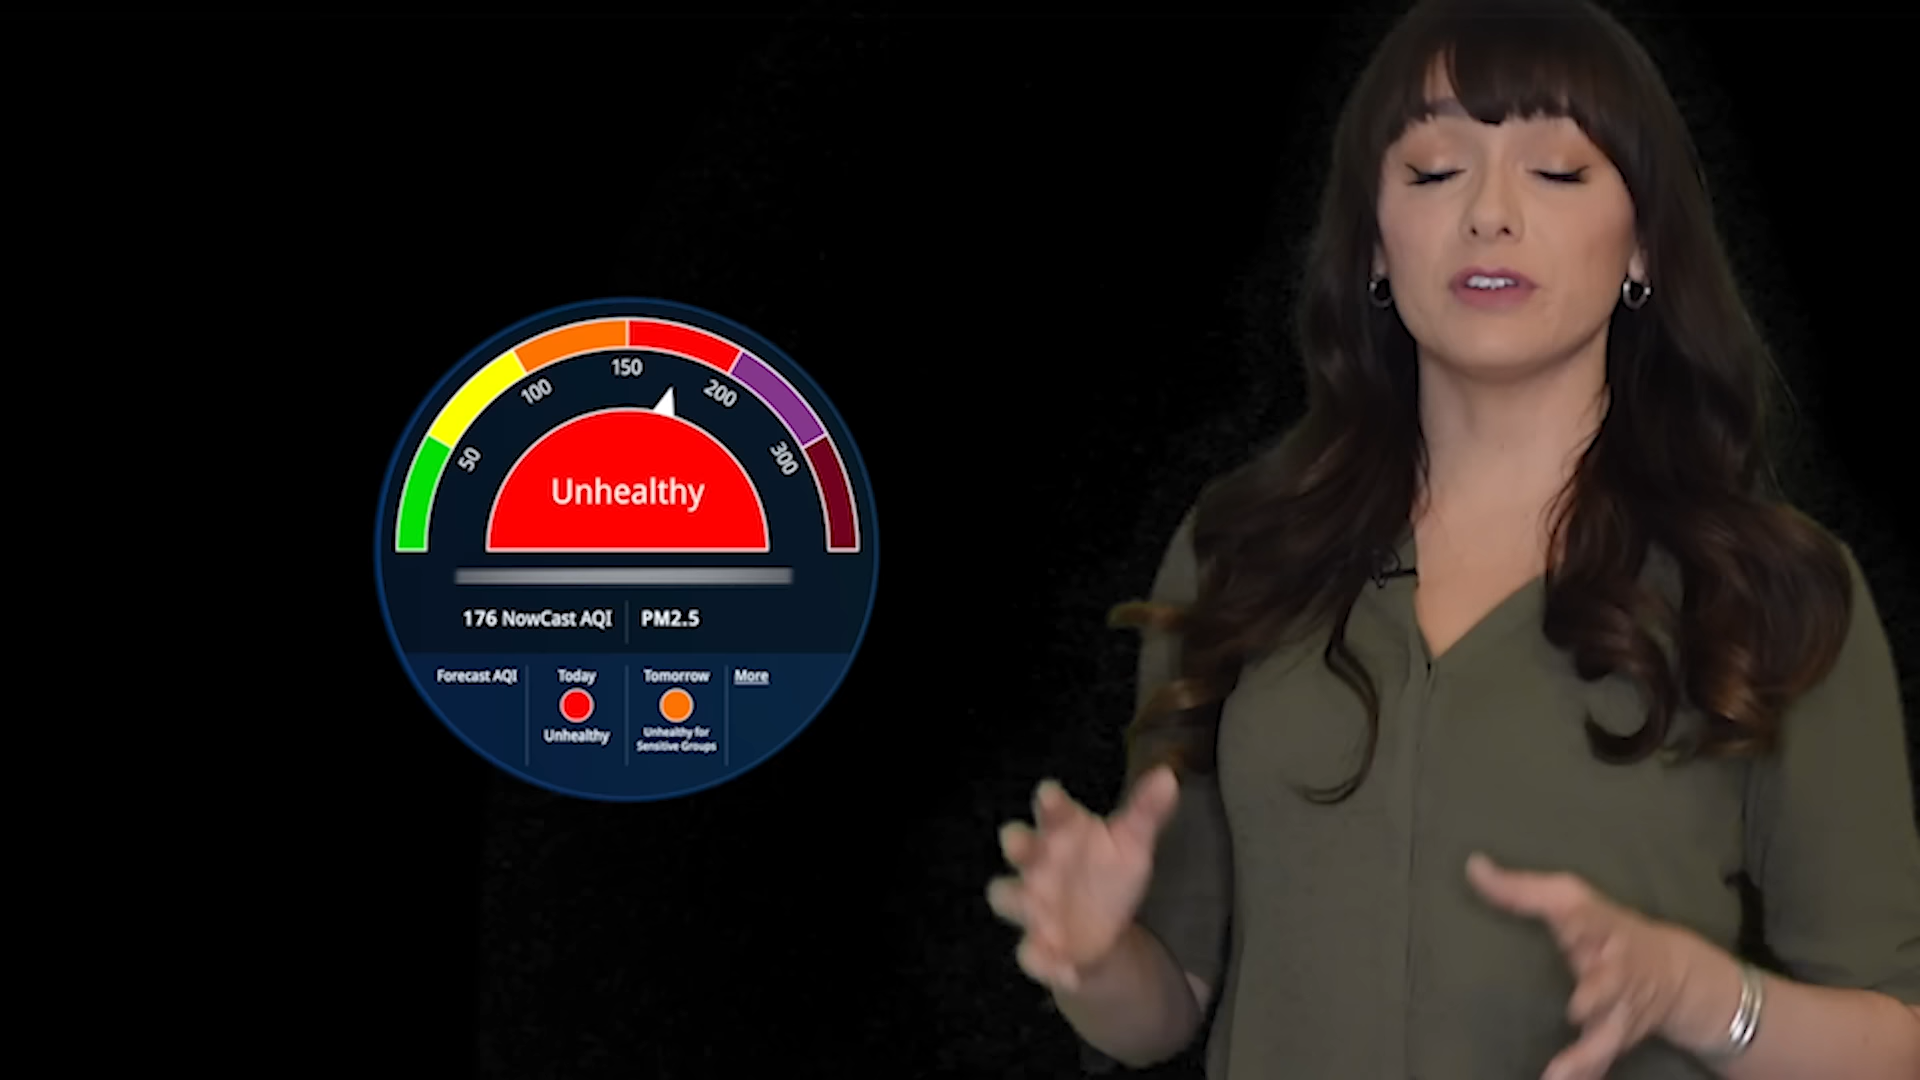 150
100
200
50
300
Unhealthy
176 NowCast AQI
PM2.5
Forecast AQI
Today
Tomorrow
More
Unhealthy
Unhealthy for
Sensitive Groups